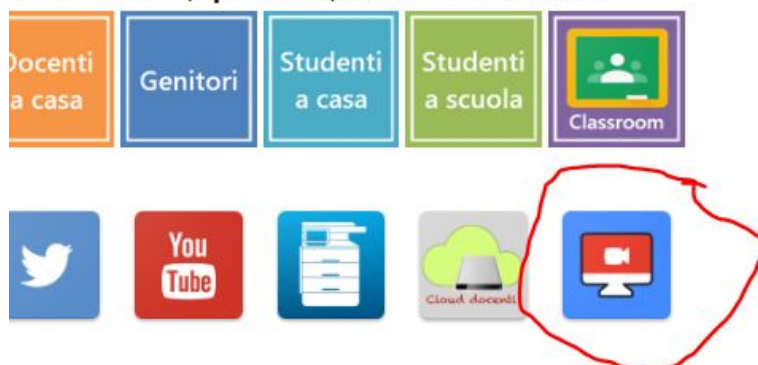 Docenti
a casa
Genitori
Studenti
a casa
Studenti
a scuola
Classroom
You
Tube
Cloud docenti